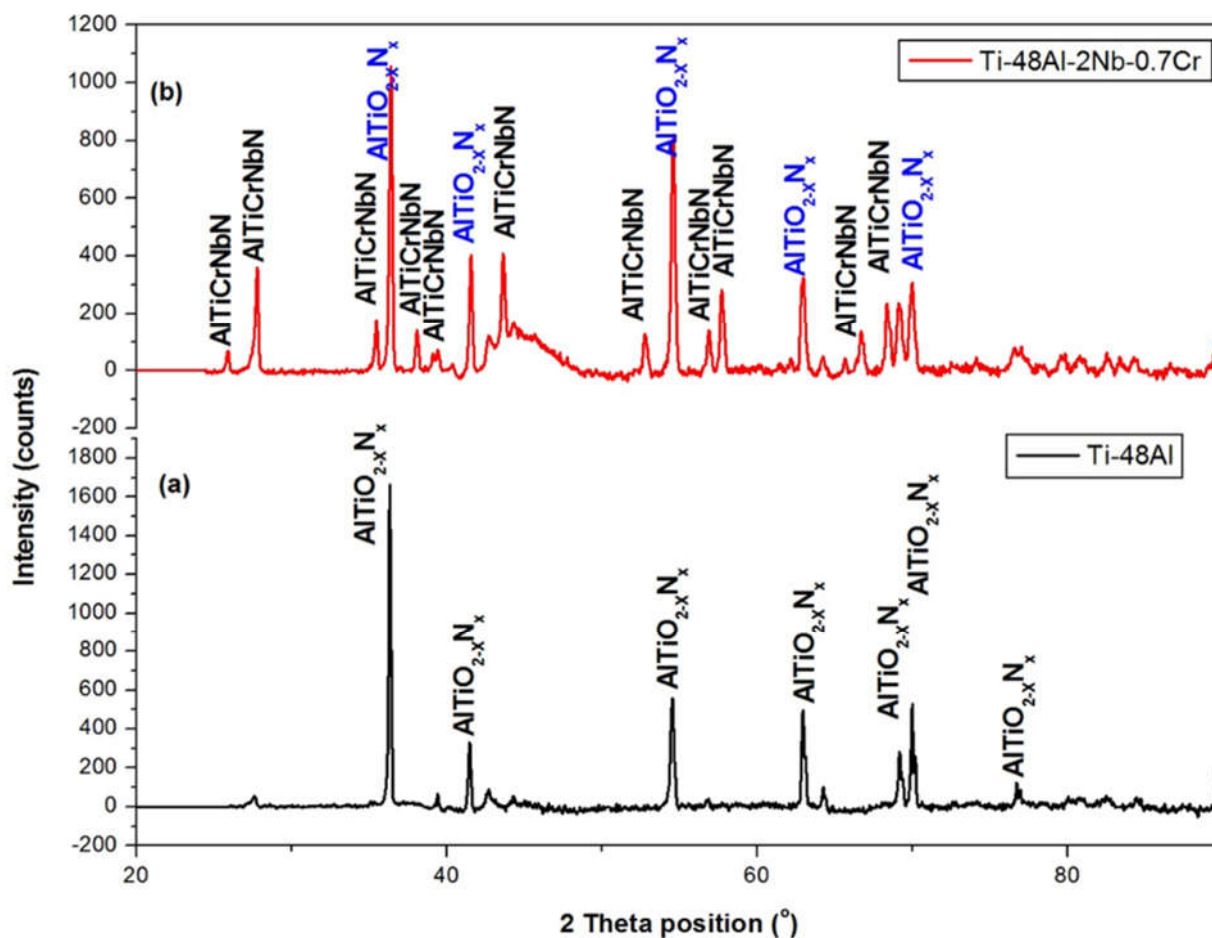 1200
1000
800
600
400
200
0
-200
(b)
Ti-48Al-2Nb-0.7Cr
AlTiCrNbN
AlTiCrNbN
AlTiCrNbN
AlTiO2-XNx
AlTiCrNbN
AlTiCrNbN
AlTiO2-XNx
AlTiCrNbN
AlTiCrNbN
AlTiO2-XNx
AlTiCrNbN
AlTiCrNbN
AlTiO2-XNx
AlTiCrNbN
AlTiCrNbN
AlTiO2-XNx
Intensity (counts)
1800
1600
1400
1200
1000
800
600
400
200
0
-200
(a)
Ti-48Al
AlTiO2-XNx
AlTiO2-XNx
AlTiO2-XNx
AlTiO2-XNx
AlTiO2-XNx
AlTiO2-XNx
AlTiO2-XNx
20
40
60
80
2 Theta position (o)